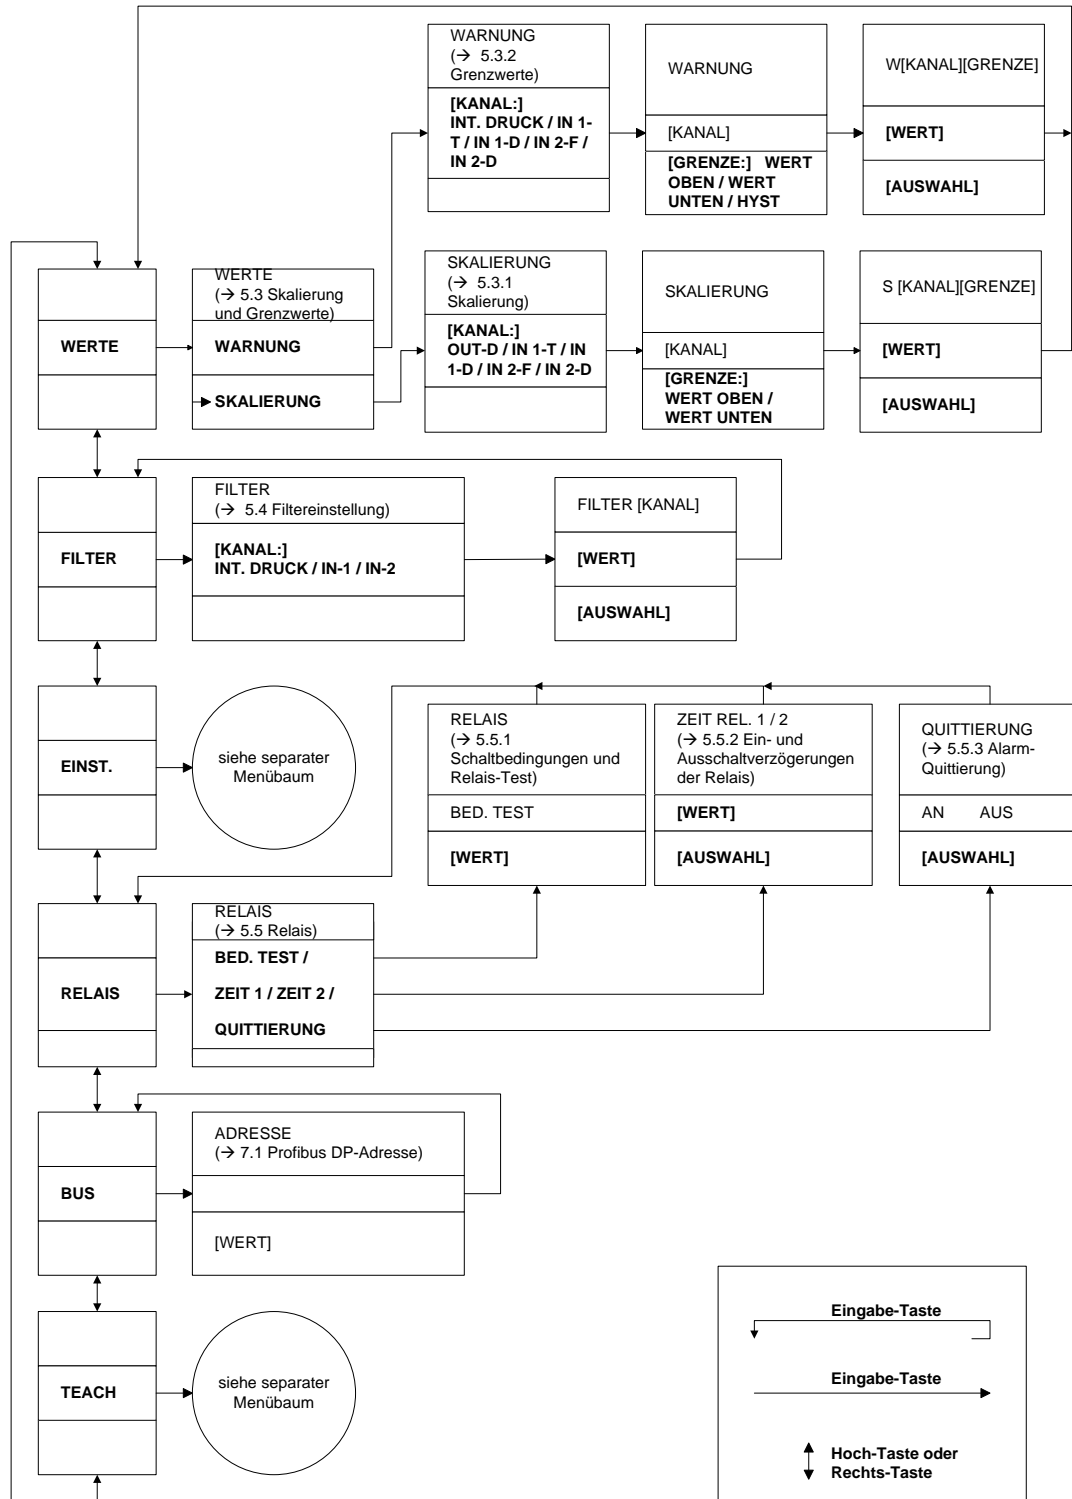 WARNUNG
(→ 5.3.2
Grenzwerte)
[KANAL:]
INT. DRUCK / IN 1-
T / IN 1-D / IN 2-F /
IN 2-D
WARNUNG
[KANAL]
[GRENZE:] WERT
OBEN / WERT
UNTEN / HYST
W[KANAL][GRENZE]
[WERT]
[AUSWAHL]
WERTE
WERTE
(→ 5.3 Skalierung
und Grenzwerte)
WARNUNG
SKALIERUNG
SKALIERUNG
(→ 5.3.1
Skalierung)
[KANAL:]
OUT-D / IN 1-T / IN
1-D / IN 2-F / IN 2-D
SKALIERUNG
[KANAL]
[GRENZE:]
WERT OBEN /
WERT UNTEN
S [KANAL][GRENZE]
[WERT]
[AUSWAHL]
FILTER
FILTER
(→ 5.4 Filtereinstellung)
[KANAL:]
INT. DRUCK / IN-1 / IN-2
FILTER [KANAL]
[WERT]
[AUSWAHL]
EINST.
siehe separater
Menübaum
RELAIS
(→ 5.5.1
Schaltbedingungen und
Relais-Test)
BED. TEST
[WERT]
ZEIT REL. 1 / 2
(→ 5.5.2 Ein- und
Ausschaltverzögerungen
der Relais)
[WERT]
[AUSWAHL]
QUITTIERUNG
(→ 5.5.3 Alarm-
Quittierung)
AN AUS
[AUSWAHL]
RELAIS
RELAIS
(→ 5.5 Relais)
BED. TEST /
ZEIT 1 / ZEIT 2 /
QUITTIERUNG
BUS
ADRESSE
(→ 7.1 Profibus DP-Adresse)
[WERT]
TEACH
siehe separater
Menübaum
Eingabe-Taste
Eingabe-Taste
Hoch-Taste oder
Rechts-Taste